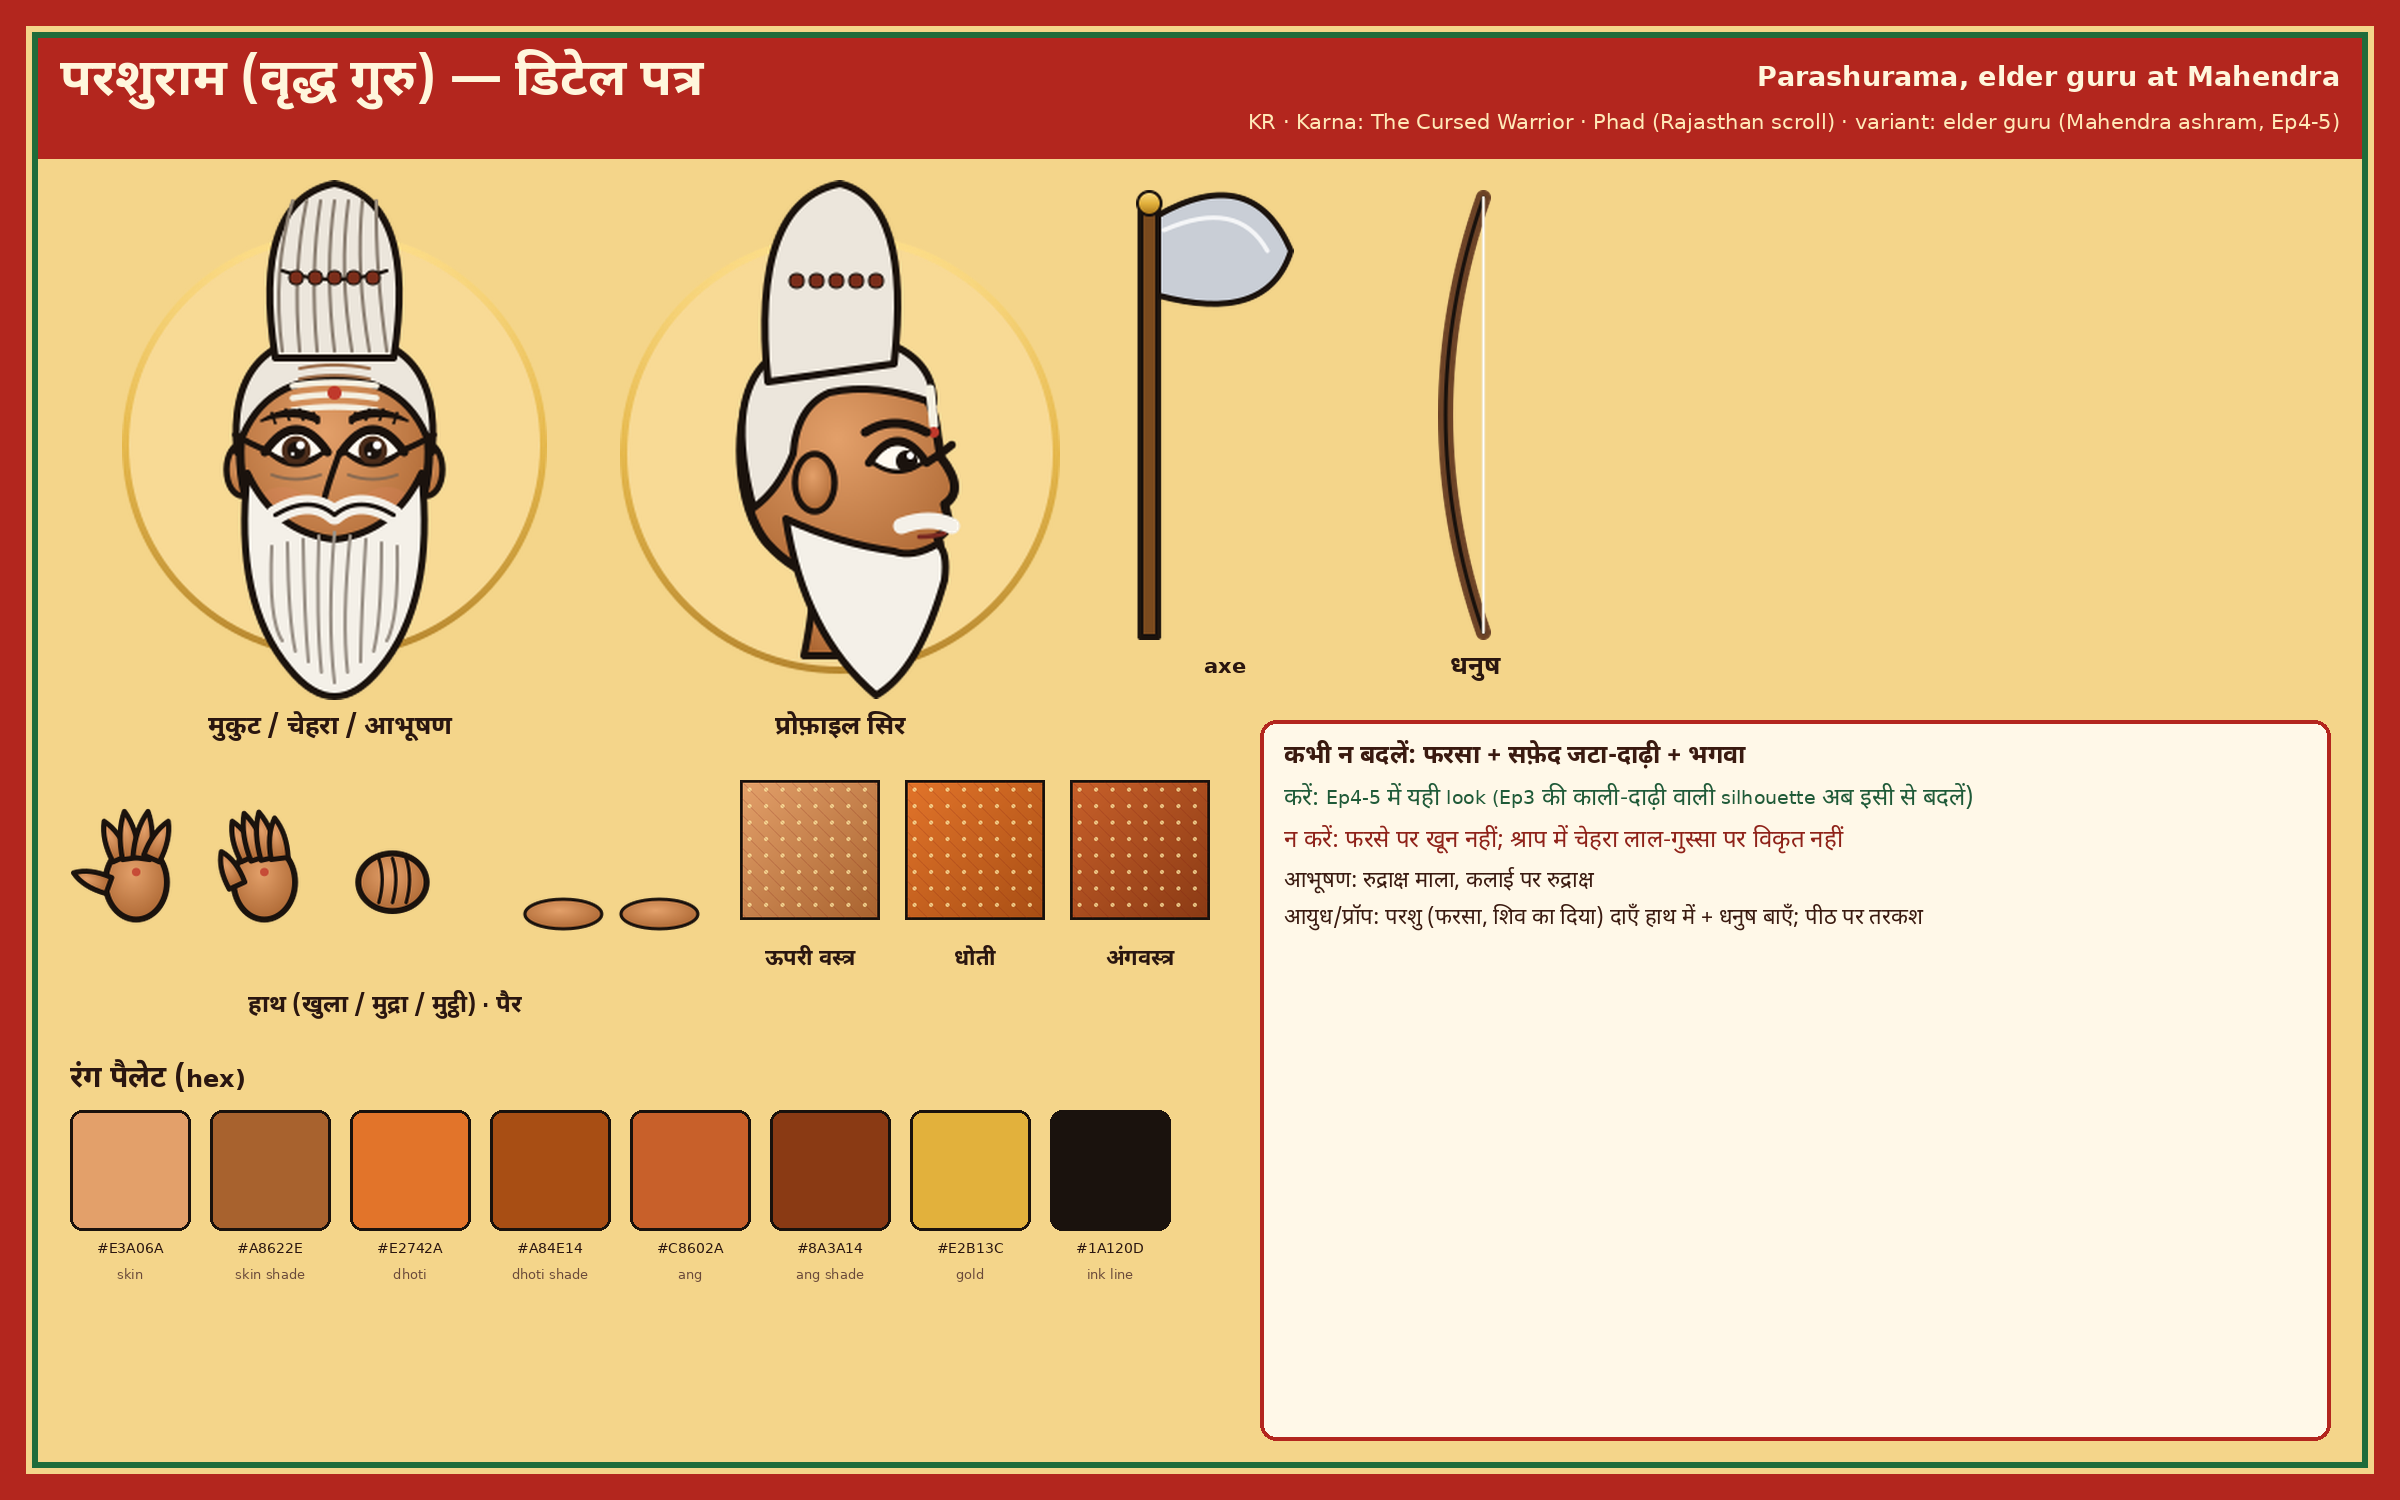 परशुराम (वृद्ध गुरु) — डिटेल पत्र
Parashurama, elder guru at Mahendra
KR · Karna: The Cursed Warrior · Phad (Rajasthan scroll) · variant: elder guru (Mahendra ashram, Ep4-5)
axe
धनुष
मुकुट / चेहरा / आभूषण
प्रोफ़ाइल सिर
कभी न बदलें: फरसा + सफ़ेद जटा-दाढ़ी + भगवा
करें: Ep4-5 में यही look (Ep3 की काली-दाढ़ी वाली silhouette अब इसी से बदलें)
न करें: फरसे पर खून नहीं; श्राप में चेहरा लाल-गुस्सा पर विकृत नहीं
आभूषण: रुद्राक्ष माला, कलाई पर रुद्राक्ष
आयुध/प्रॉप: परशु (फरसा, शिव का दिया) दाएँ हाथ में + धनुष बाएँ; पीठ पर तरकश
ऊपरी वस्त्र
धोती
अंगवस्त्र
हाथ (खुला / मुद्रा / मुट्ठी) · पैर
रंग पैलेट (hex)
#E3A06A
#A8622E
#E2742A
#A84E14
#C8602A
#8A3A14
#E2B13C
#1A120D
skin
skin shade
dhoti
dhoti shade
ang
ang shade
gold
ink line